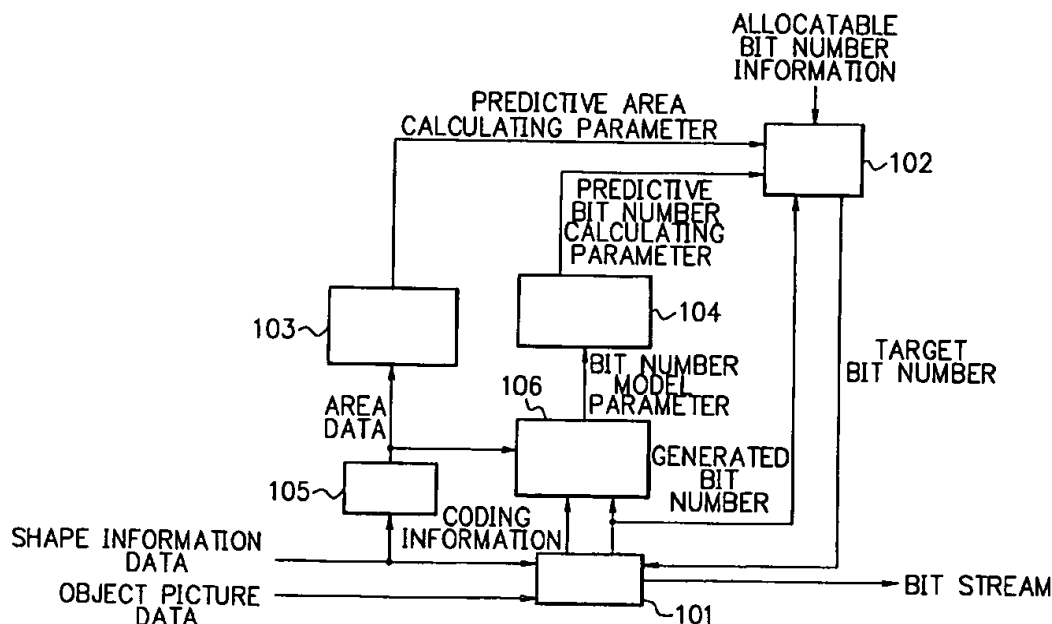 ALLOCATABLE
BIT NUMBER
INFORMATION
PREDICTIVE AREA
CALCULATING PARAMETER
102
PREDICTIVE
BIT NUMBER
CALCULATING
PARAMETER
103
104
TARGET
BIT NUMBER
BIT NUMBER
MODEL
PARAMETER
106
AREA
DATA
GENERATED
BIT
NUMBER
105
CODING
INFORMATION
SHAPE INFORMATION
DATA
OBJECT PICTURE
DATA
BIT STREAM
101